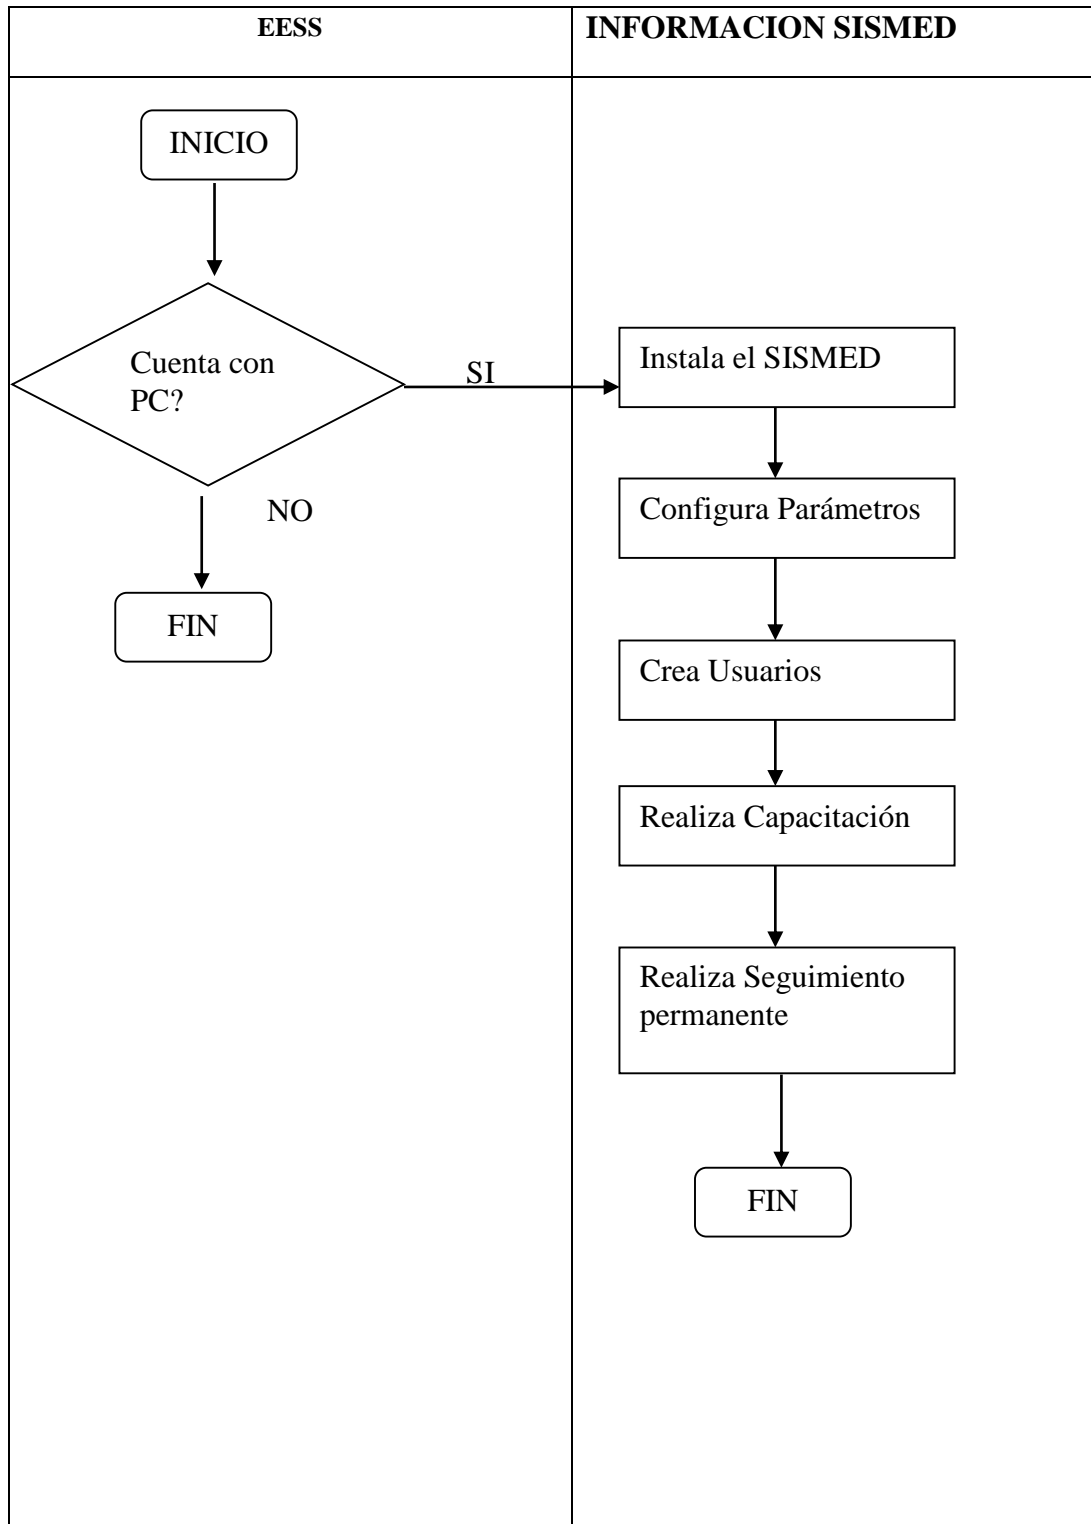 EESS
INFORMACION SISMED
INICIO
Cuenta con
PC?
SI
NO
FIN
Instala el SISMED
Configura Parámetros
Crea Usuarios
Realiza Capacitación
Realiza Seguimiento
permanente
FIN